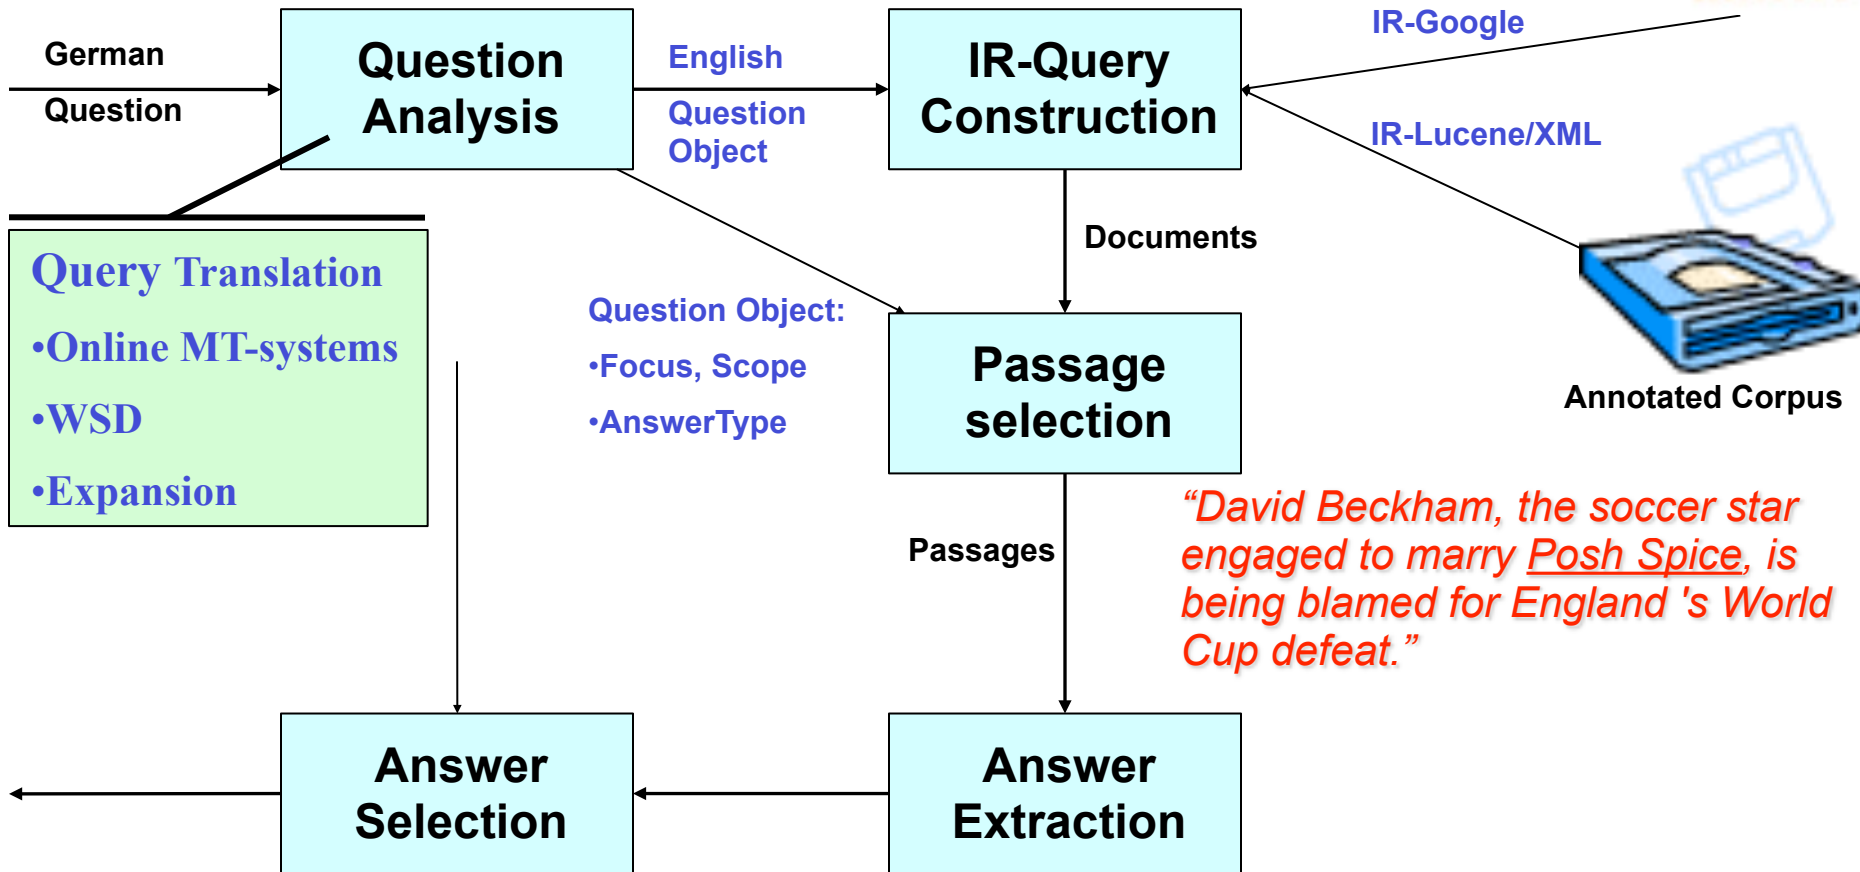 German
Question
Question
Analysis
English
Question
Object
IR-Query
Construction
IR-Google
IR-Lucene/XML
Annotated Corpus
Query Translation
•Online MT-systems
•WSD
•Expansion
Documents
Question Object:
•Focus, Scope
•AnswerType
Passage
selection
Passages
“David Beckham, the soccer star
engaged to marry Posh Spice, is
being blamed for England 's World
Cup defeat.”
Answer
Selection
Answer
Extraction